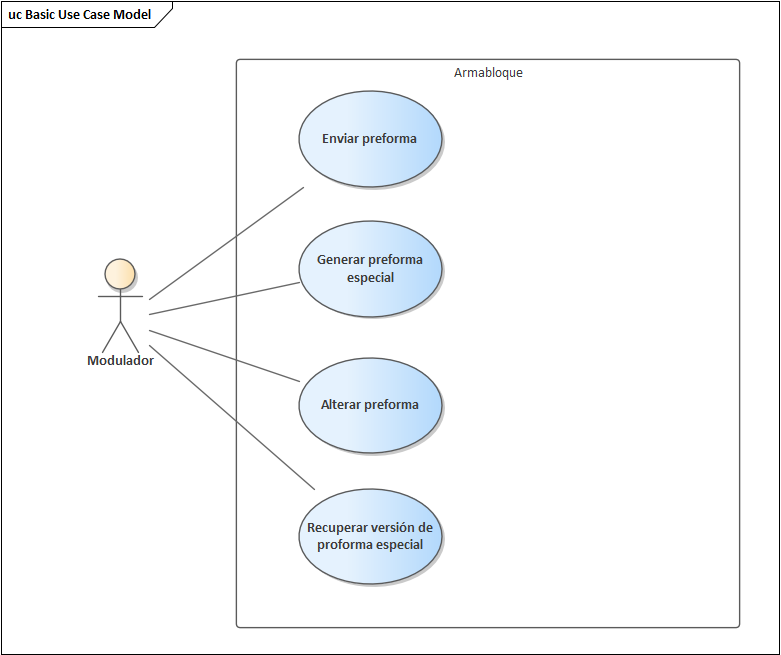 uc Basic Use Case Model
Armabloque
Enviar preforma
Generar preforma
especial
Modulador
Alterar preforma
Recuperar versión de
proforma especial